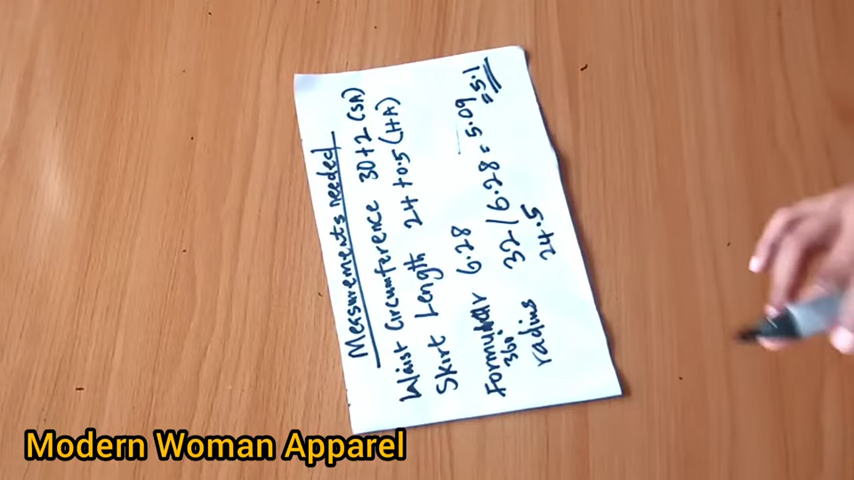 Measurements needed
Waist Circumference 30+2 (SA)
Skirt Length 24+0.5 (HA)
6.28
360
32/6.28 = 5.09
= 5.1
radius 24.5
Modern Woman Apparel